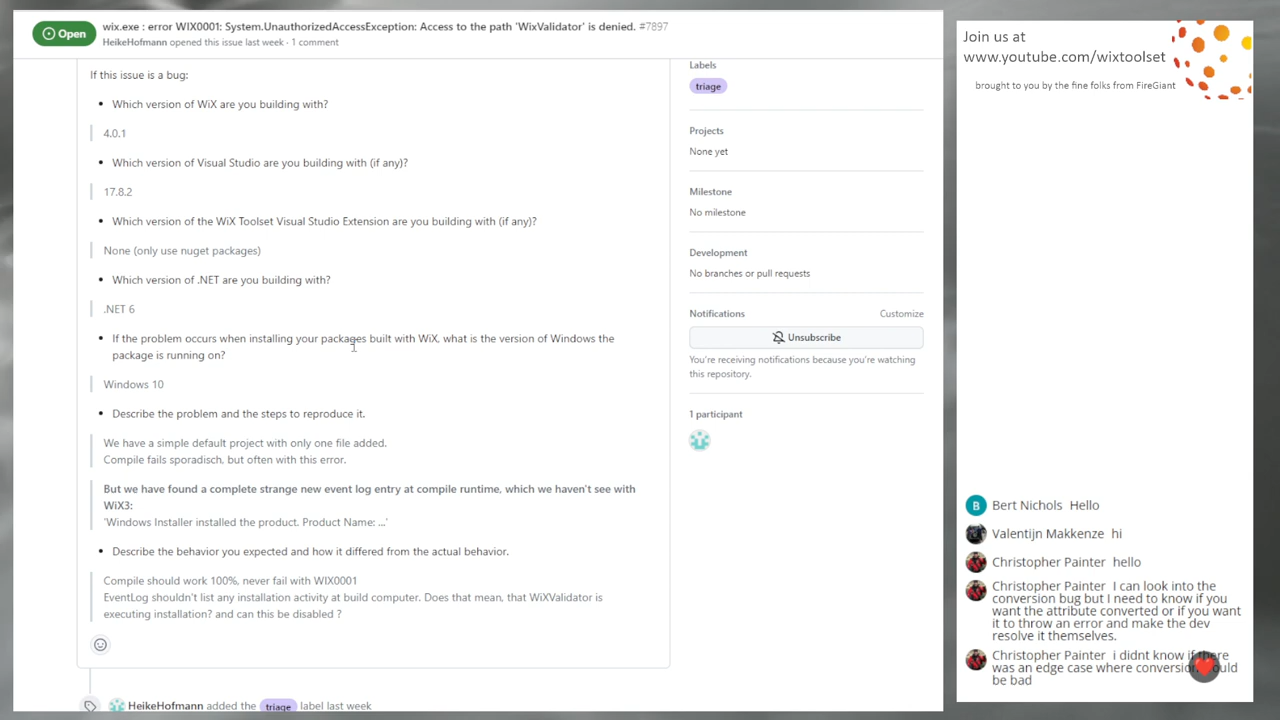 Open
wix.exe : error WIX0001: System.UnauthorizedAccessException: Access to the path 'WixValidator' is denied. #7897
HeikeHofmann opened this issue last week · 1 comment
If this issue is a bug:
• Which version of WiX are you building with?
4.0.1
• Which version of Visual Studio are you building with (if any)?
17.8.2
• Which version of the WiX Toolset Visual Studio Extension are you building with (if any)?
None (only use nuget packages)
• Which version of .NET are you building with?
.NET 6
• If the problem occurs when installing your packages built with WiX, what is the version of Windows the
package is running on?
Windows 10
• Describe the problem and the steps to reproduce it.
We have a simple default project with only one file added.
Compile fails sporadisch, but often with this error.
But we have found a complete strange new event log entry at compile runtime, which we haven't see with
WiX3:
'Windows Installer installed the product. Product Name: ...'
• Describe the behavior you expected and how it differed from the actual behavior.
Compile should work 100%, never fail with WIX0001
EventLog shouldn't list any installation activity at build computer. Does that mean, that WiXValidator is
executing installation? and can this be disabled ?
HeikeHofmann added the triage label last week
Labels
triage
Projects
None yet
Milestone
No milestone
Development
No branches or pull requests
Notifications
Customize
Unsubscribe
You're receiving notifications because you're watching
this repository.
1 participant
Join us at
www.youtube.com/wixtoolset
brought to you by the fine folks from FireGiant
B Bert Nichols Hello
Valentijn Makkenze hi
Christopher Painter hello
Christopher Painter I can look into the
conversion bug but I need to know if you
want the attribute converted or if you want
it to throw an error and make the dev
resolve it themselves.
Christopher Painter i didnt know if there
was an edge case where conversion
be bad